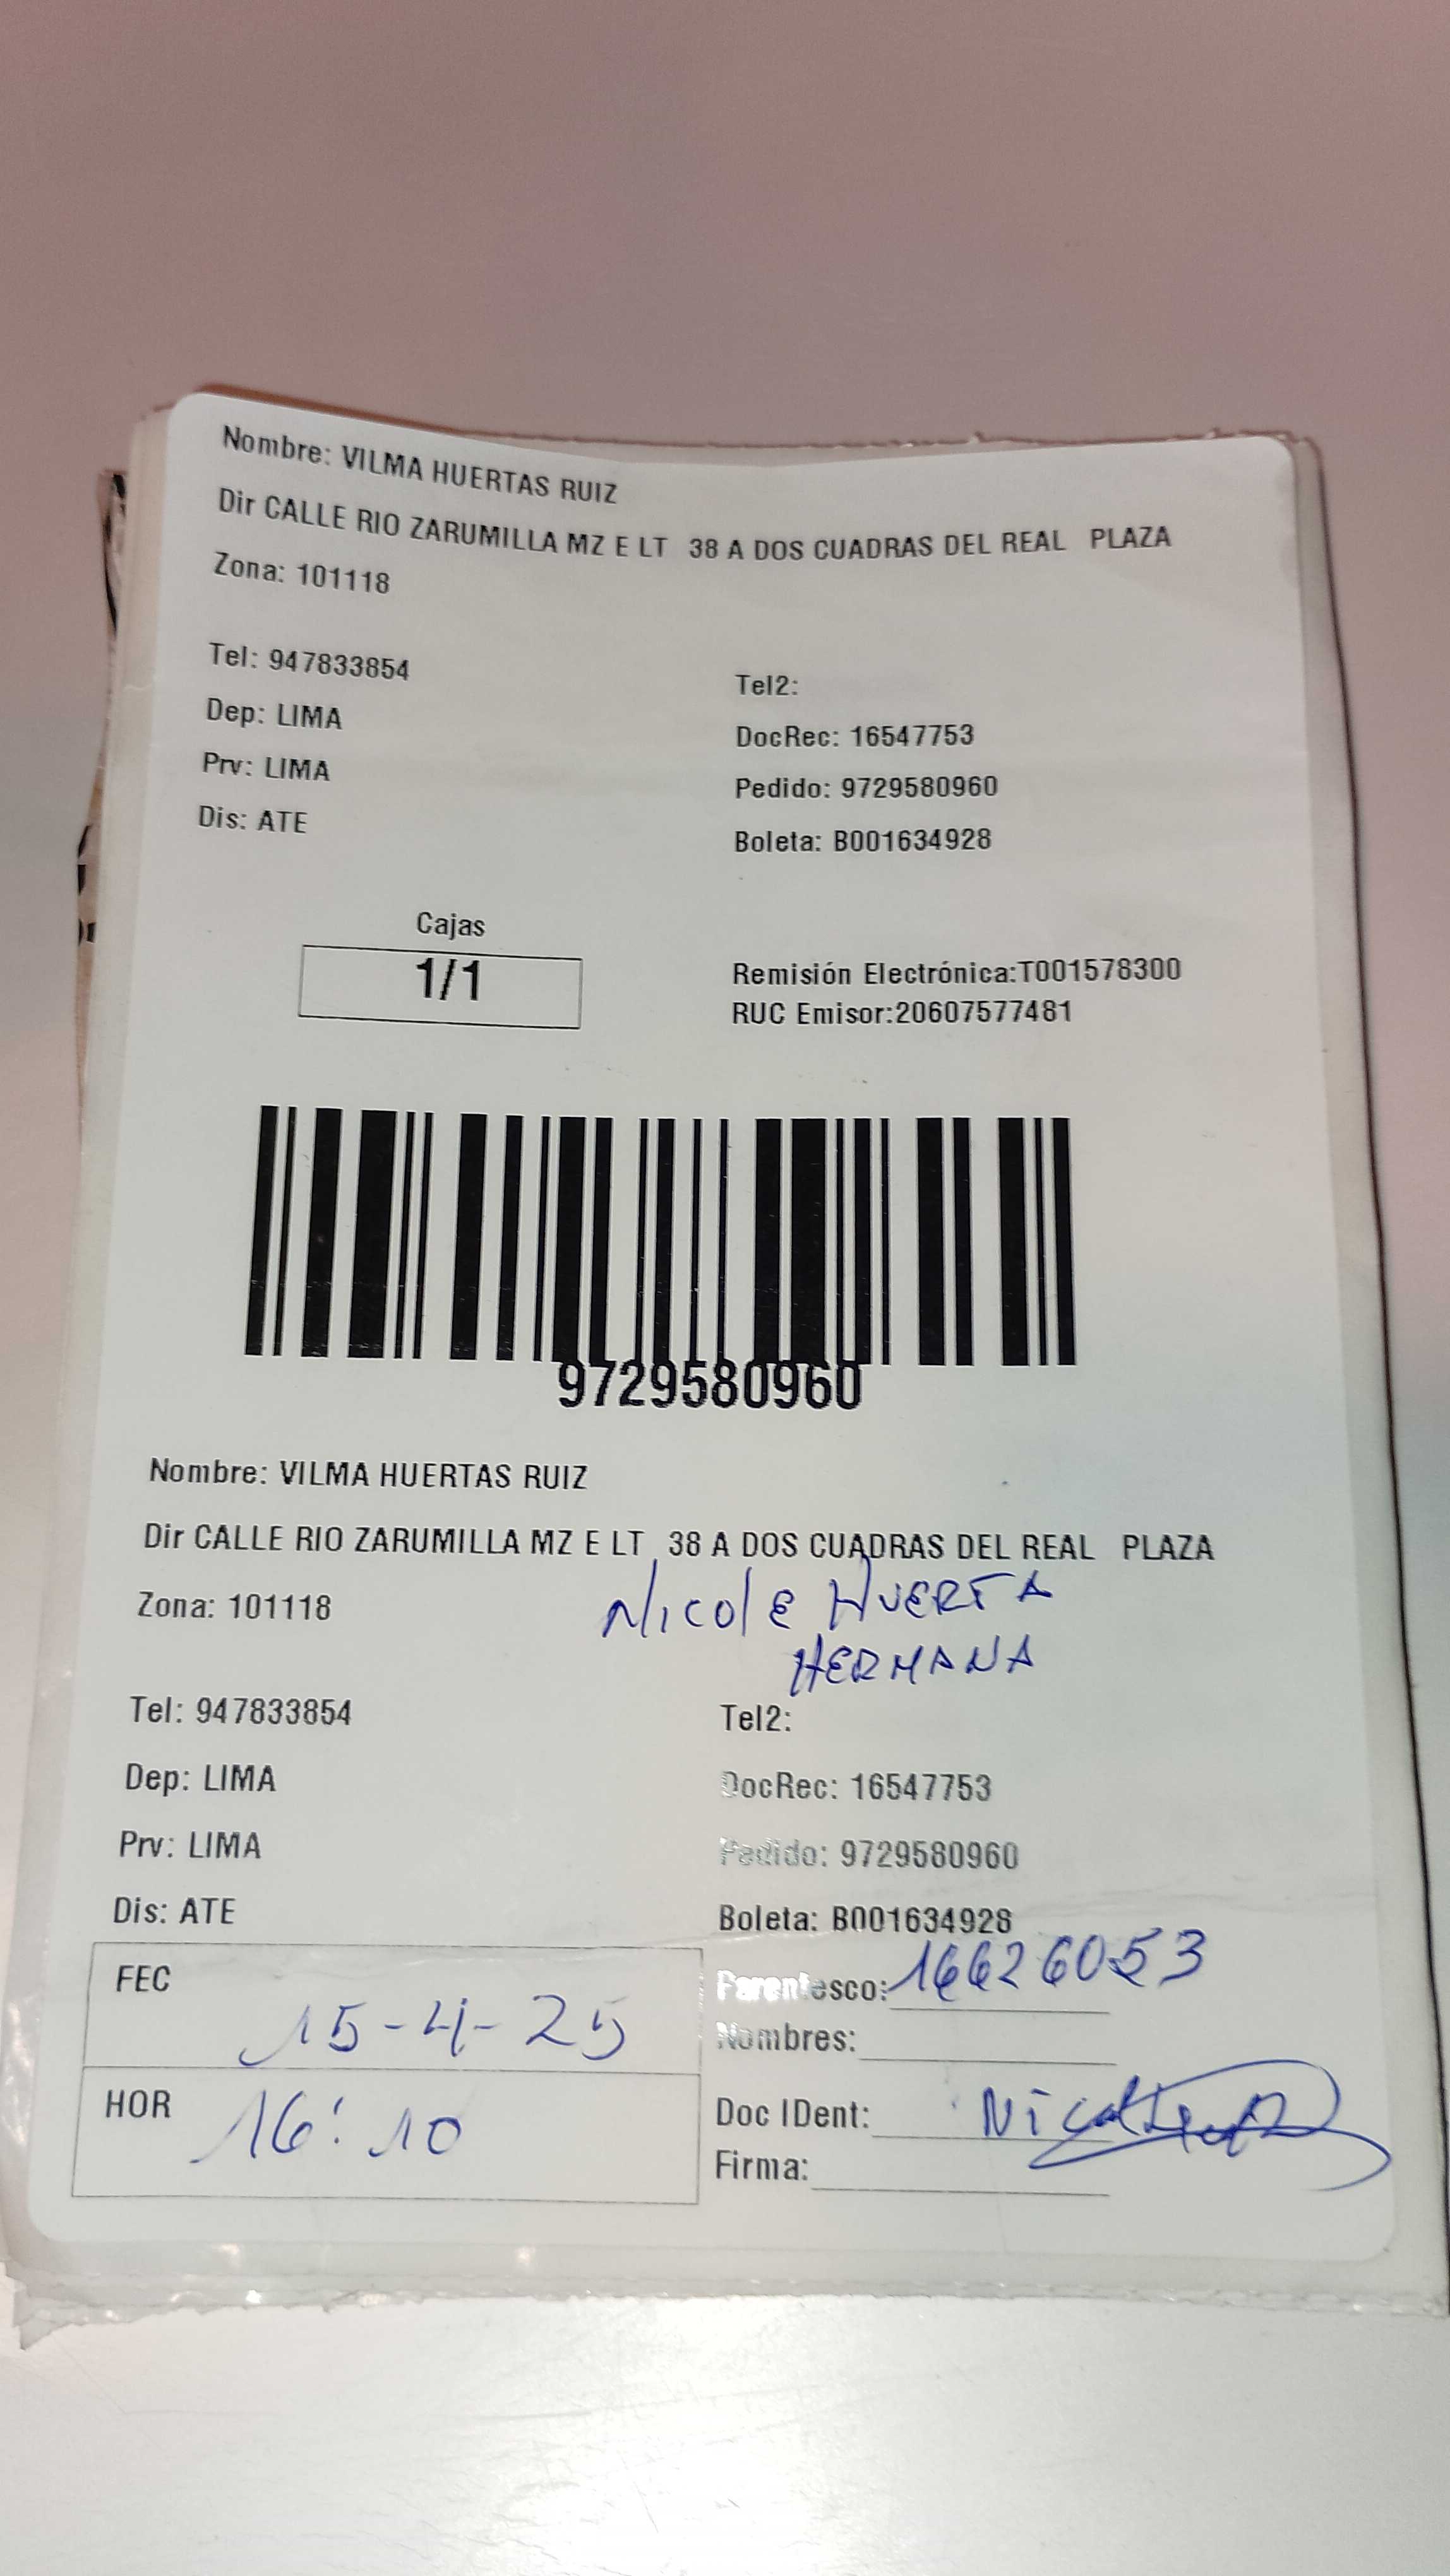 Nombre: VILMA HUERTAS RUIZ
Dir CALLE RIO ZARUMILLA MZ E LT 38 A DOS CUADRAS DEL REAL PLAZA
Zona: 101118
Tel: 947833854
Tel2:
Dep: LIMA
DocRec: 16547753
Prv: LIMA
Pedido: 9729580960
Dis: ATE
Boleta: B001634928
Cajas
1/1
Remisión Electrónica:T001578300
RUC Emisor:20607577481
9729580960
Nombre: VILMA HUERTAS RUIZ
Dir CALLE RIO ZARUMILLA MZ E LT 38 A DOS CUADRAS DEL REAL PLAZA
Zona: 101118
NicolE HUERTA
HERMANA
Tel: 947833854
Tel2:
Dep: LIMA
DocRec: 16547753
Prv: LIMA
Pedido: 9729580960
Dis: ATE
Boleta: B001634928
FEC 15-4-25
Parentesco: 16626053
Nombres:
HOR 16:10
Doc IDent:
Firma: